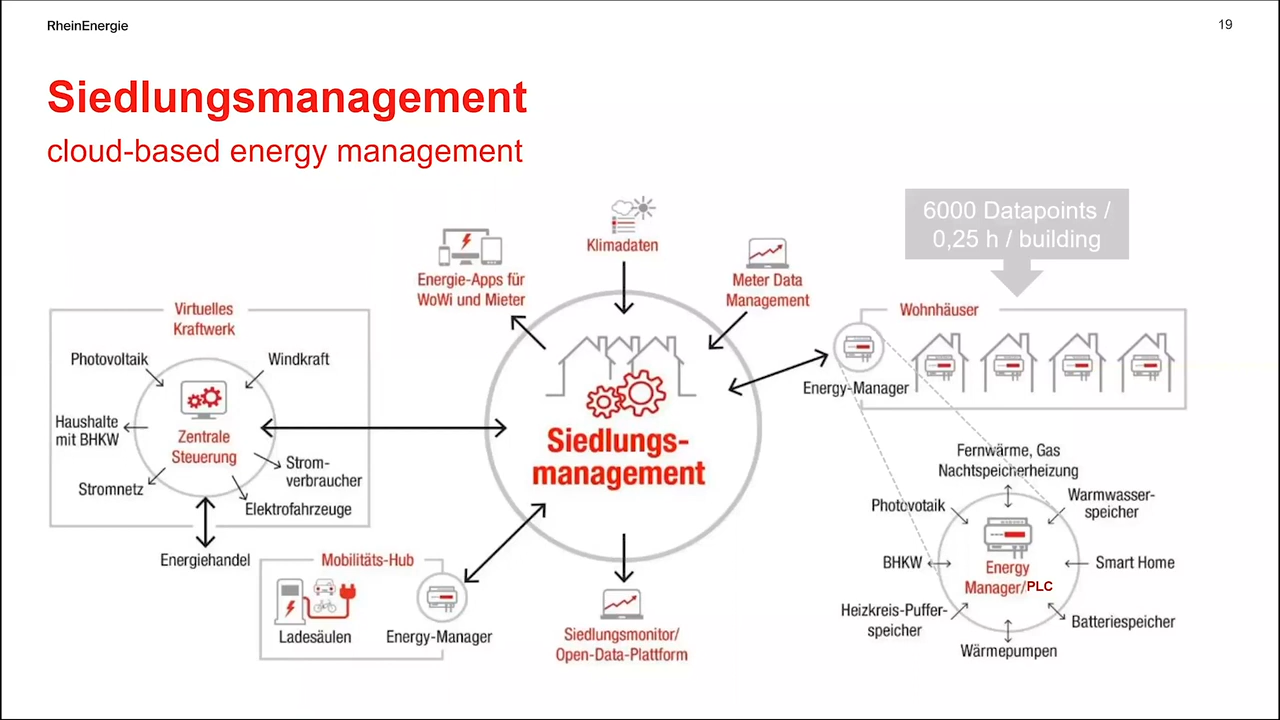 RheinEnergie
19
Siedlungsmanagement
cloud-based energy management
6000 Datapoints /
0,25 h / building
Klimadaten
Energie-Apps für
WoWi und Mieter
Meter Data
Management
Virtuelles
Kraftwerk
Photovoltaik
Windkraft
Haushalte
mit BHKW
Zentrale
Steuerung
Strom-
verbraucher
Stromnetz
Elektrofahrzeuge
Energiehandel
Siedlungs-
management
Wohnhäuser
Energy-Manager
Mobilitäts-Hub
Ladesäulen
Energy-Manager
Siedlungsmonitor/
Open-Data-Plattform
Fernwärme, Gas
Nachtspeicherheizung
Photovotaik
Warmwasser-
speicher
BHKW
Energy
Manager/PLC
Smart Home
Heizkreis-Puffer-
speicher
Batteriespeicher
Wärmepumpen